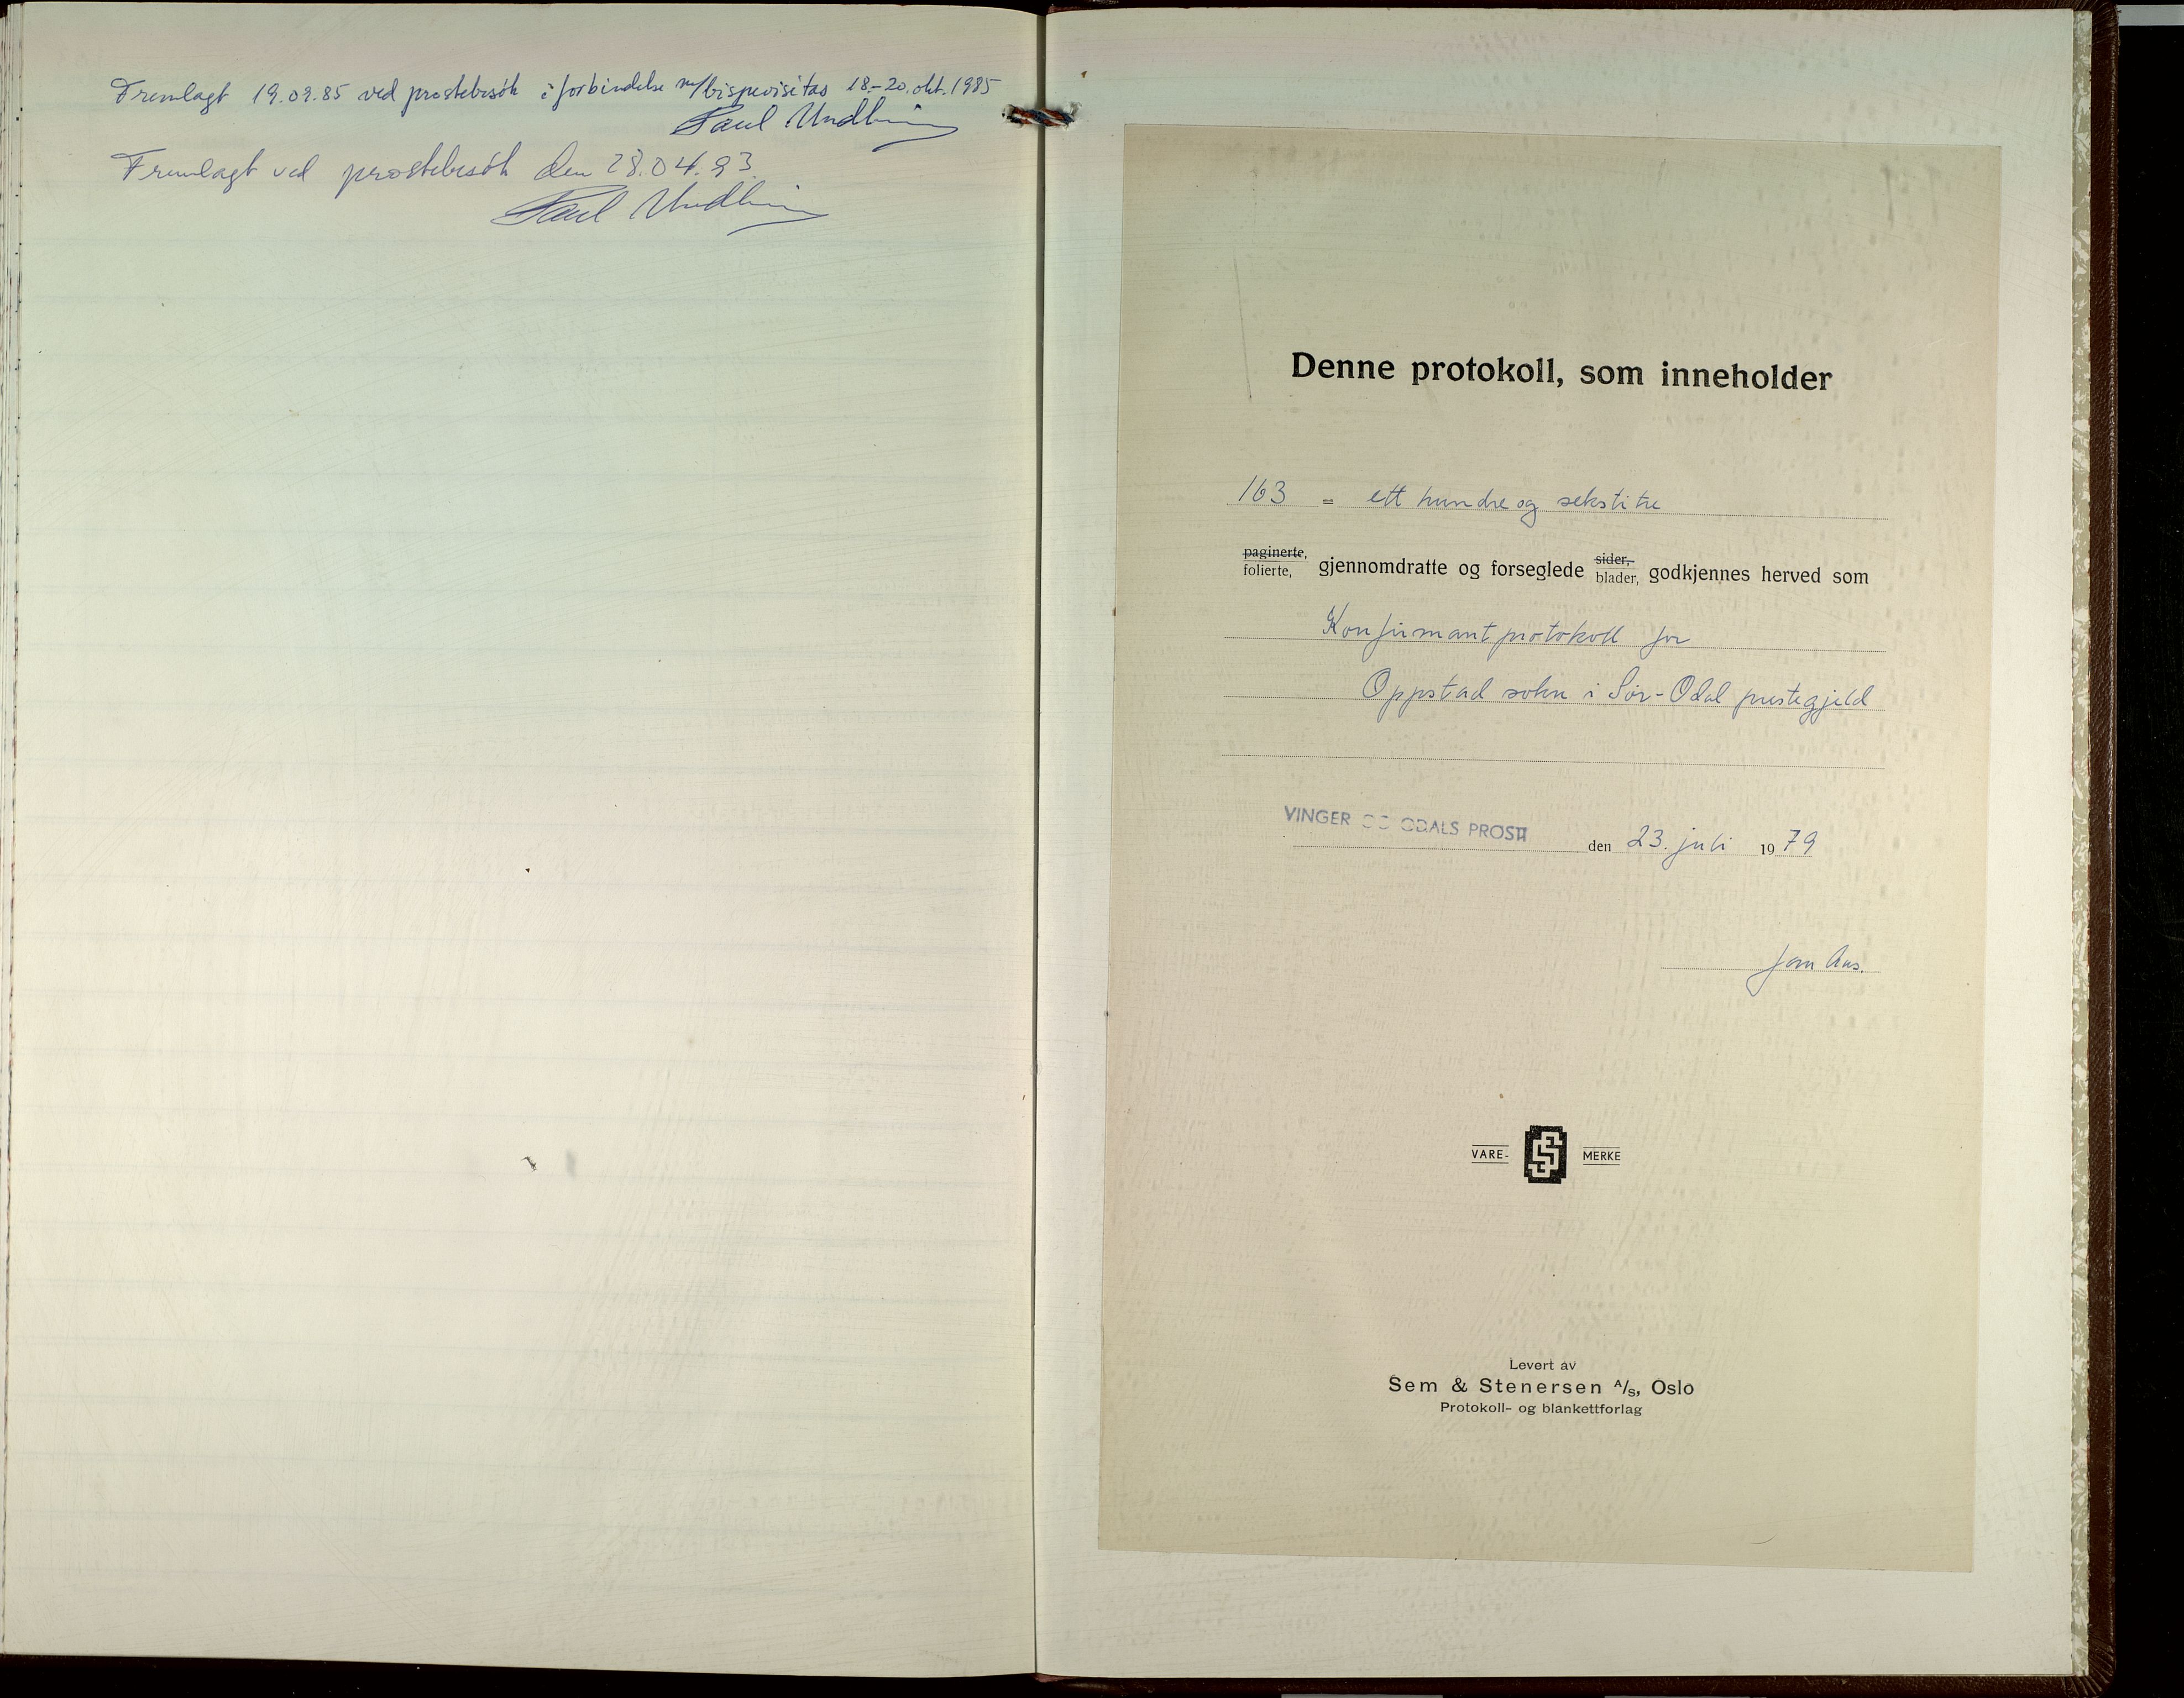 Fremlagt 19.09.85 ved prostebesøk i forbindelse m/bispevisitas 18.-20. okt. 1985
Paul
Fremlagt ved prostebesøk den 28.04.93.
Paul
Denne protokoll, som inneholder
163 = ett hundre og sekstitre
paginerte,
folierte, gjennomdratte og forseglede sider,
blader, godkjennes herved som
Konfirmantprotokoll for
Oppstad sokn i Sør-Odal prestegjeld
VINGER OG ODALS PROSTI den 23. juli 1979
VARE- MERKE
Levert av
Sem & Stenersen A/S, Oslo
Protokoll- og blankettforlag